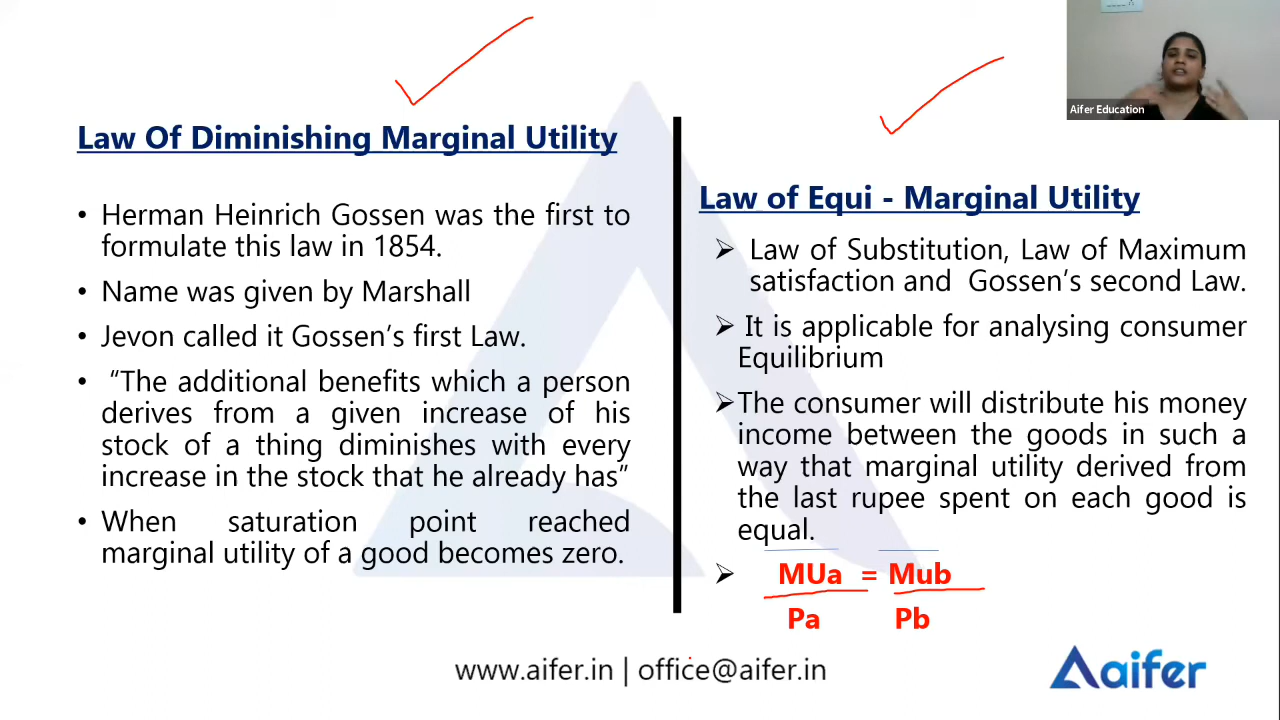 Aifer Education
Law Of Diminishing Marginal Utility
• Herman Heinrich Gossen was the first to
formulate this law in 1854.
• Name was given by Marshall
• Jevon called it Gossen's first Law.
• “The additional benefits which a person
derives from a given increase of his
stock of a thing diminishes with every
increase in the stock that he already has”
• When saturation point reached
marginal utility of a good becomes zero.
Law of Equi - Marginal Utility
➢ Law of Substitution, Law of Maximum
satisfaction and Gossen's second Law.
➢ It is applicable for analysing consumer
Equilibrium
➢ The consumer will distribute his money
income between the goods in such a
way that marginal utility derived from
the last rupee spent on each good is
equal.
➢ MUa = Mub
Pa Pb
www.aifer.in | office@aifer.in
aifer